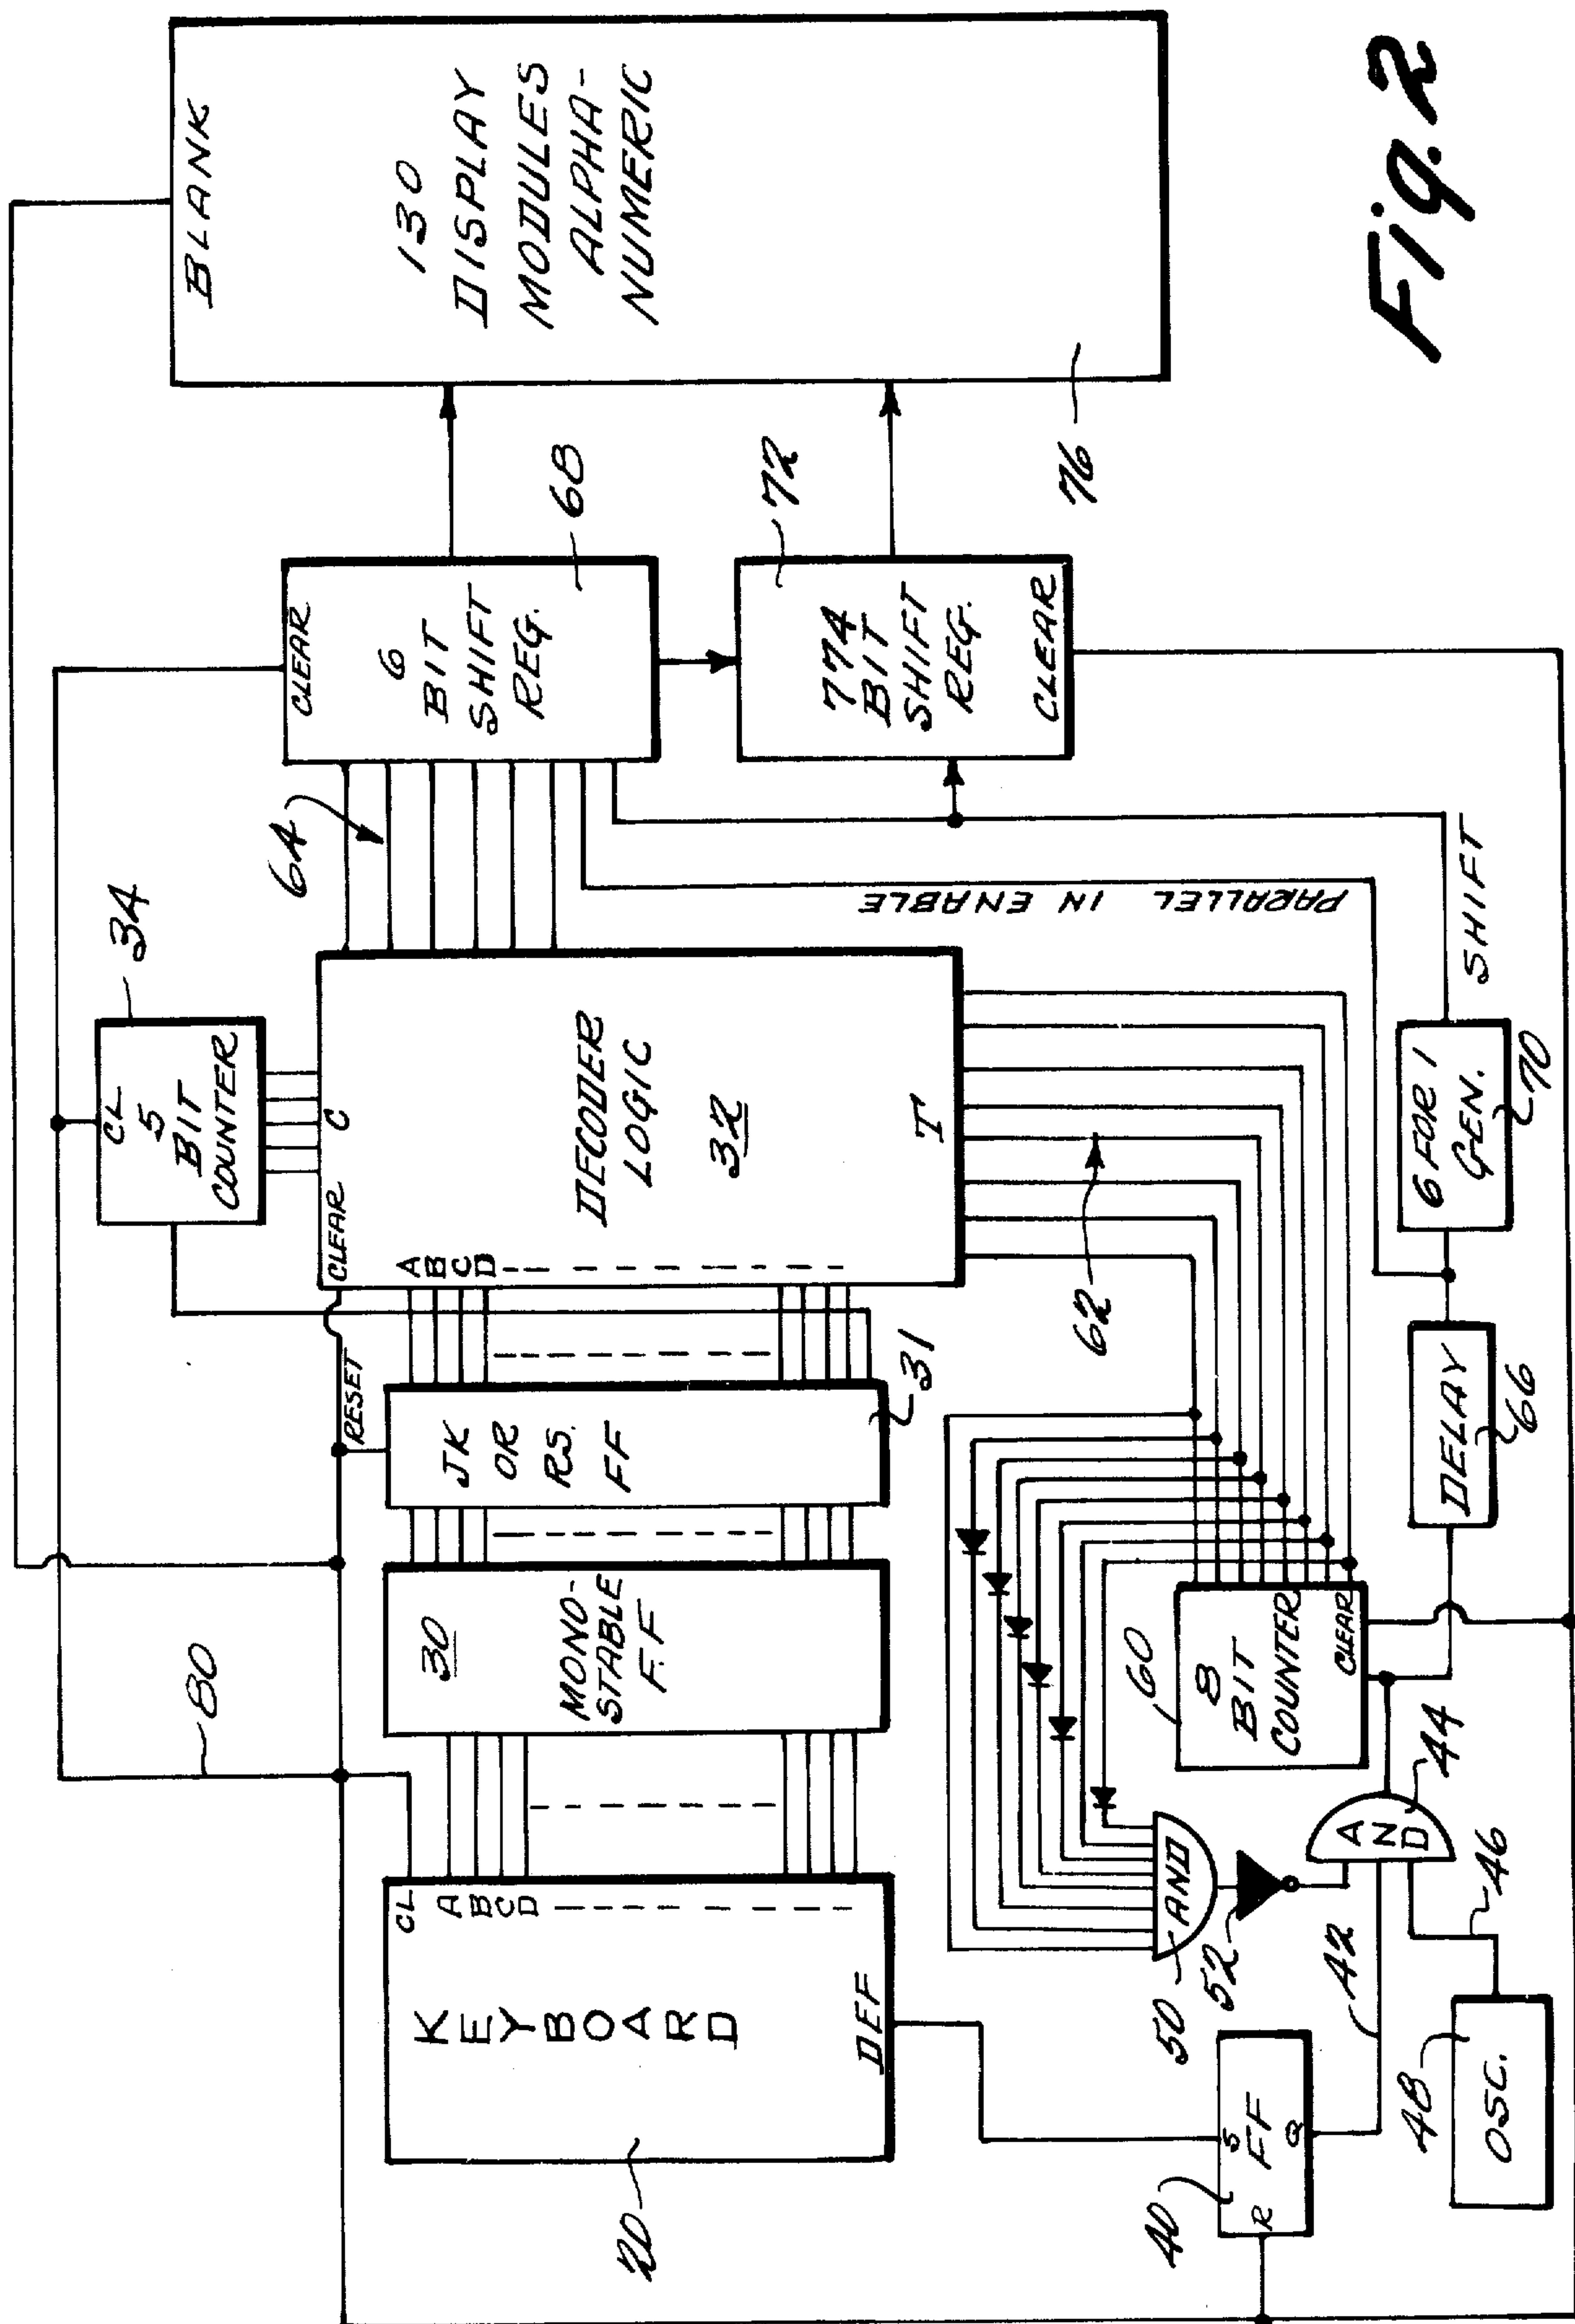 BLANK
130
DISPLAY
MODULES
ALPHA-
NUMERIC
76
CLEAR
6
BIT
SHIFT
REG.
68
72
774
BIT
SHIFT
REG.
CLEAR
64
34
CL
5
BIT
COUNTER
PARALLEL IN ENABLE
SHIFT
CLEAR
C
A
B
C
D
DECODER
LOGIC
32
T
62
6 FOR 1
GEN.
70
RESET
JK
OR
RS.
FF
31
DELAY
66
80
30
MONO-
STABLE
F.F
60
8
BIT
COUNTER
CLEAR
CL
A
B
C
D
KEYBOARD
DEF
20
AND
50
52
AND
44
46
42
40
S
FF
R
Q
48
OSC.
Fig. 2